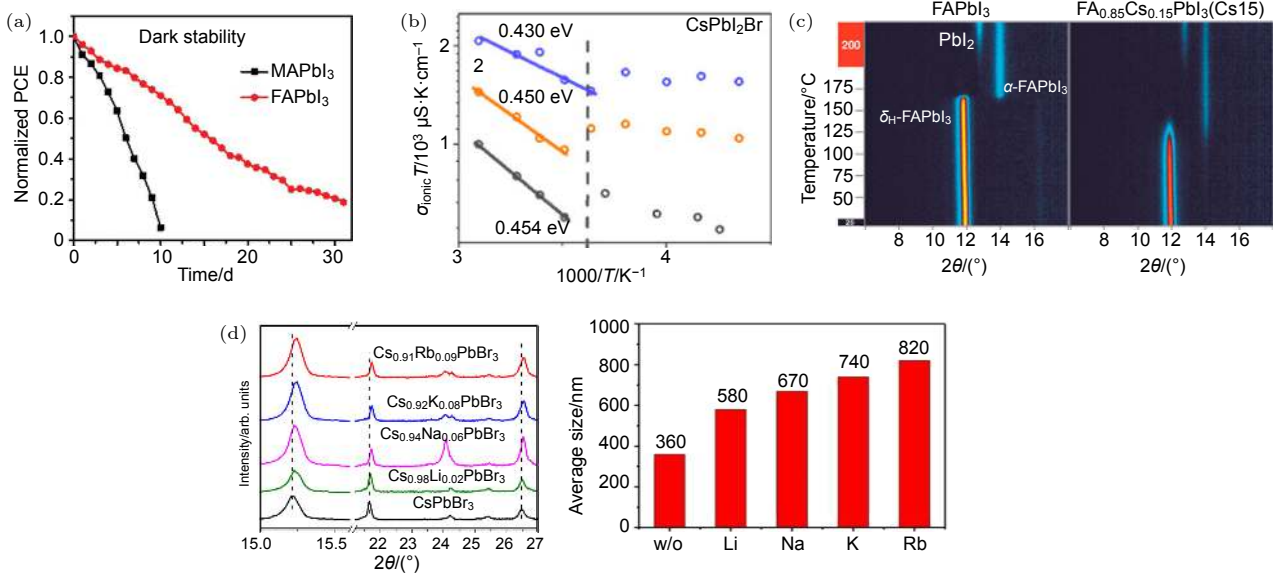 (a)
Dark stability
MAPbI3
FAPbI3
Normalized PCE
1.0
0.8
0.6
0.4
0.2
0
0 10 20 30
Time/d
(b)
CsPbI2Br
0.430 eV
2
0.450 eV
0.454 eV
σionicT/10³ μS·K·cm⁻¹
2
1
3 4
1000/T/K⁻¹
(c)
FAPbI3
FA0.85Cs0.15PbI3(Cs15)
PbI2
α-FAPbI3
δH-FAPbI3
Temperature/°C
200
175
150
125
100
75
50
25
8 10 12 14 16
2θ/(°)
8 10 12 14 16
2θ/(°)
(d)
Cs0.91Rb0.09PbBr3
Cs0.92K0.08PbBr3
Cs0.94Na0.06PbBr3
Cs0.98Li0.02PbBr3
CsPbBr3
Intensity/arb. units
15.0 15.5 22 23 24 25 26 27
2θ/(°)
Average size/nm
1000
800
600
400
200
0
360
580
670
740
820
w/o Li Na K Rb